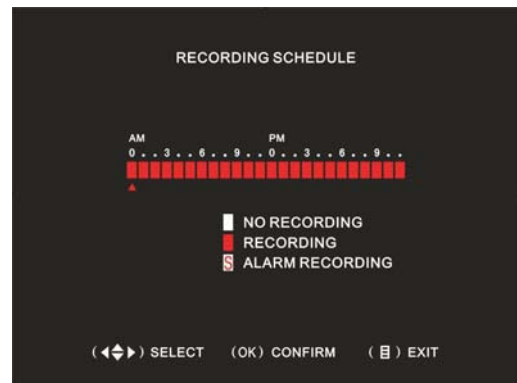 RECORDING SCHEDULE
AM PM
0 . . 3 . . 6 . . 9 . . 0 . . 3 . . 6 . . 9 . .
NO RECORDING
RECORDING
S ALARM RECORDING
(◀◆▶) SELECT (OK) CONFIRM (目) EXIT